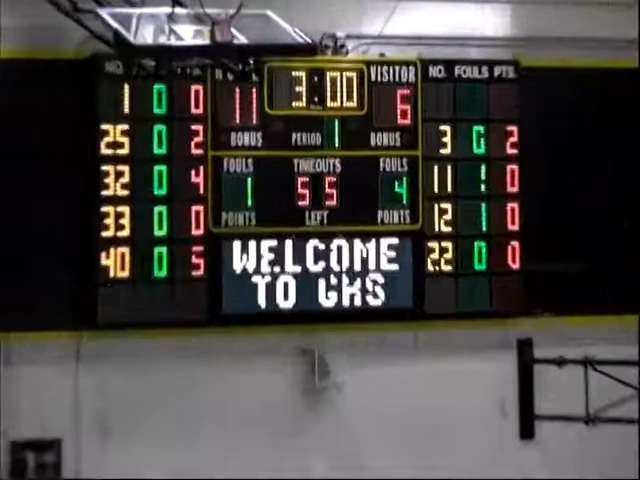 NO.
1 0 0
25 0 2
32 0 4
33 0 0
40 0 5
3:00 VISITOR
11 6
BONUS PERIOD 1 BONUS
FOULS TIMEOUTS FOULS
1 5 5 4
POINTS LEFT POINTS
WELCOME
TO GHS
NO. FOULS PTS.
3 2
11 0
12 1 0
22 0 0